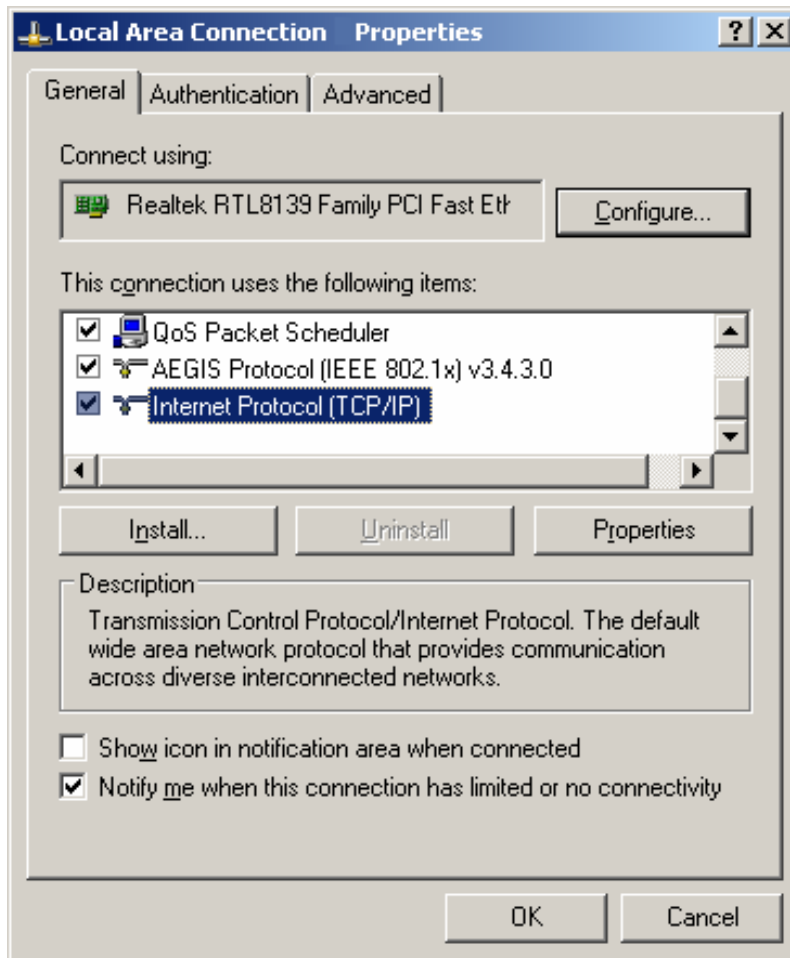 Local Area Connection Properties
General
Authentication
Advanced
Connect using:
Realtek RTL8139 Family PCI Fast Eth
Configure...
This connection uses the following items:
QoS Packet Scheduler
AEGIS Protocol (IEEE 802.1x) v3.4.3.0
Internet Protocol (TCP/IP)
Install...
Uninstall
Properties
Description
Transmission Control Protocol/Internet Protocol. The default
wide area network protocol that provides communication
across diverse interconnected networks.
Show icon in notification area when connected
Notify me when this connection has limited or no connectivity
OK
Cancel